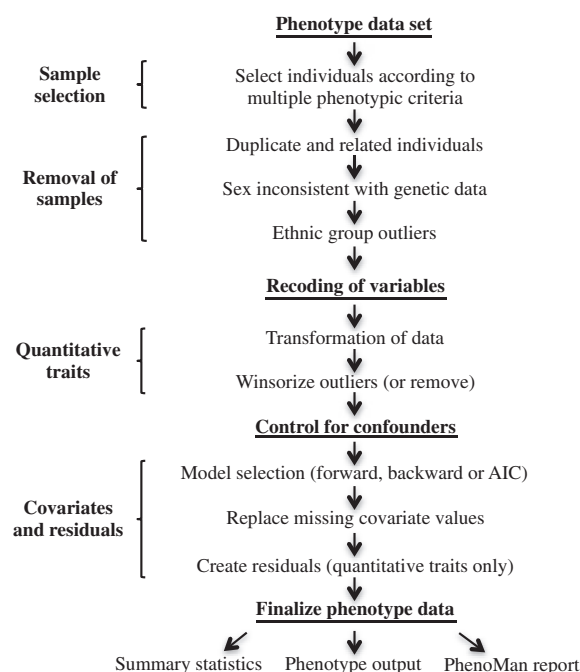 Phenotype data set
Sample
selection
Select individuals according to
multiple phenotypic criteria
Removal of
samples
Duplicate and related individuals
Sex inconsistent with genetic data
Ethnic group outliers
Recoding of variables
Quantitative
traits
Transformation of data
Winsorize outliers (or remove)
Control for confounders
Covariates
and residuals
Model selection (forward, backward or AIC)
Replace missing covariate values
Create residuals (quantitative traits only)
Finalize phenotype data
Summary statistics
Phenotype output
PhenoMan report